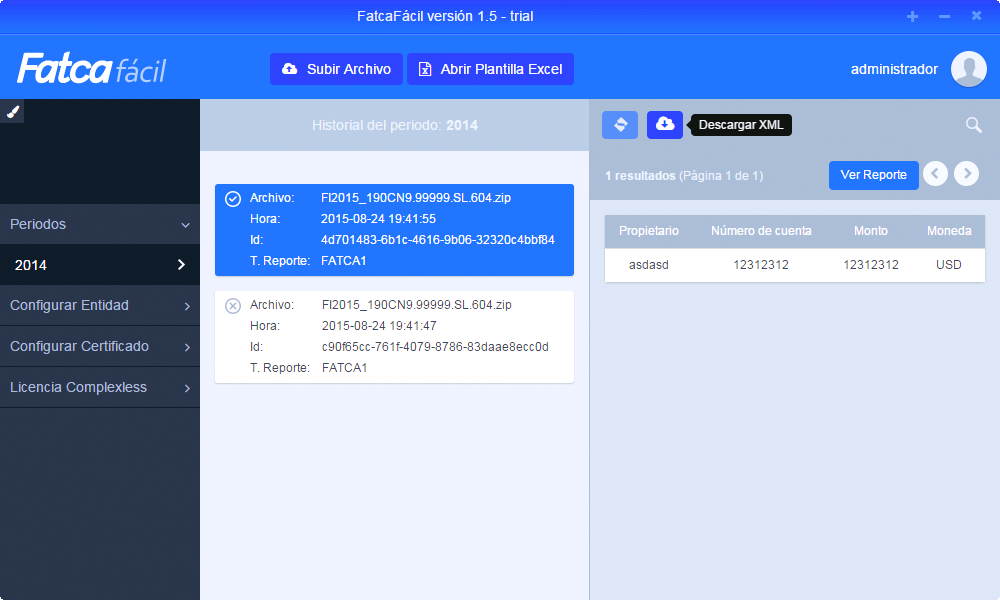 FatcaFácil versión 1.5 - trial
Fatca fácil
Subir Archivo
Abrir Plantilla Excel
administrador
Periodos
2014
Configurar Entidad
Configurar Certificado
Licencia Complexless
Historial del periodo: 2014
Archivo: FI2015_190CN9.99999.SL.604.zip
Hora: 2015-08-24 19:41:55
Id: 4d701483-6b1c-4616-9b06-32320c4bbf84
T. Reporte: FATCA1
Archivo: FI2015_190CN9.99999.SL.604.zip
Hora: 2015-08-24 19:41:47
Id: c90f65cc-761f-4079-8786-83daae8ecc0d
T. Reporte: FATCA1
Descargar XML
1 resultados (Página 1 de 1)
Ver Reporte
Propietario Número de cuenta Monto Moneda
asdasd 12312312 12312312 USD